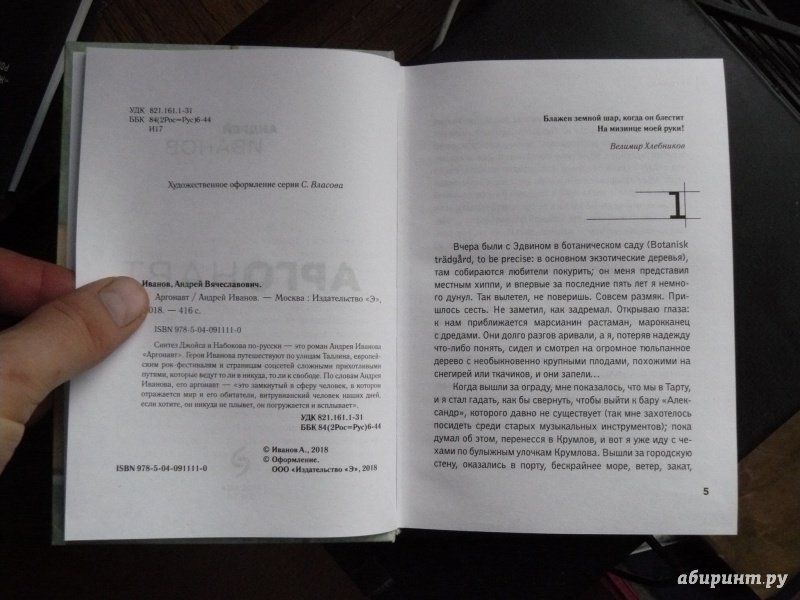 УДК 821.161.1-31
ББК 84(2Рос=Рус)6-44
И17
Художественное оформление серии С. Власова
Иванов, Андрей Вячеславович.
Аргонавт / Андрей Иванов. — Москва : Издательство «Э»,
2018. — 416 с.
ISBN 978-5-04-091111-0
Синтез Джойса и Набокова по-русски — это роман Андрея Иванова
«Аргонавт». Герои Иванова путешествуют по улицам Таллина, европей-
ским рок-фестивалям и страницам соцсетей сложными прихотливыми
путями, которые ведут то ли в никуда, то ли к свободе. По словам Андрея
Иванова, его аргонавт — «это замкнутый в сферу человек, в котором
отражается мир и его обитатели, витрувианский человек наших дней,
если хотите, он никуда не плывет, он погружается и всплывает».
УДК 821.161.1-31
ББК 84(2Рос=Рус)6-44
© Иванов А., 2018
© Оформление.
ISBN 978-5-04-091111-0 ООО «Издательство «Э», 2018
Блажен земной шар, когда он блестит
На мизинце моей руки!
Велимир Хлебников
1
Вчера были с Эдвином в ботаническом саду (Botanisk
trädgård, to be precise: в основном экзотические деревья),
там собираются любители покурить; он меня представил
местным хиппи, и впервые за последние пять лет я немно-
го дунул. Так вылетел, не поверишь. Совсем размяк. При-
шлось сесть. Не заметил, как задремал. Открываю глаза:
к нам приближается марсианин растаман, марокканец
с дредами. Они долго разгов аривали, а я, потеряв надежду
что-либо понять, сидел и смотрел на огромное тюльпанное
дерево с необыкновенно крупными плодами, похожими на
снегирей или ткачиков, и они запели…
Когда вышли за ограду, мне показалось, что мы в Тарту,
и я стал гадать, как бы свернуть, чтобы выйти к бару «Алек-
сандр», которого давно не существует (так мне захотелось
посидеть среди старых музыкальных инструментов); пока
думал об этом, перенесся в Крумлов, и вот я уже иду с че-
хами по булыжным улочкам Крумлова. Вышли за городскую
стену, оказались в порту, бескрайнее море, ветер, закат,
5
абиринт.ру